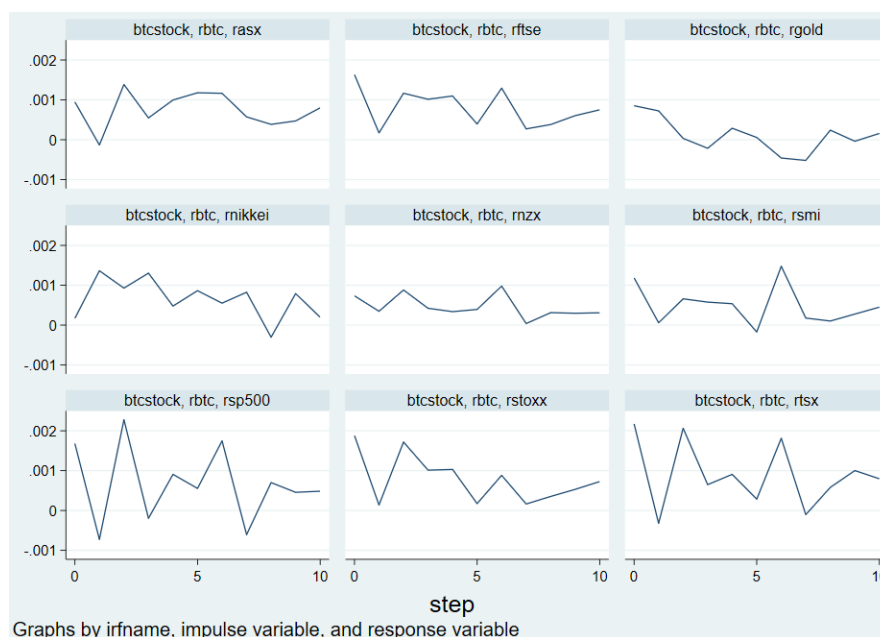 btcstock, rbtc, rasx
btcstock, rbtc, rftse
btcstock, rbtc, rgold
.002
.001
0
-.001
btcstock, rbtc, rnikkei
btcstock, rbtc, rnzx
btcstock, rbtc, rsmi
.002
.001
0
-.001
btcstock, rbtc, rsp500
btcstock, rbtc, rstoxx
btcstock, rbtc, rtsx
.002
.001
0
-.001
0 5 10
0 5 10
0 5 10
step
Graphs by irfname, impulse variable, and response variable